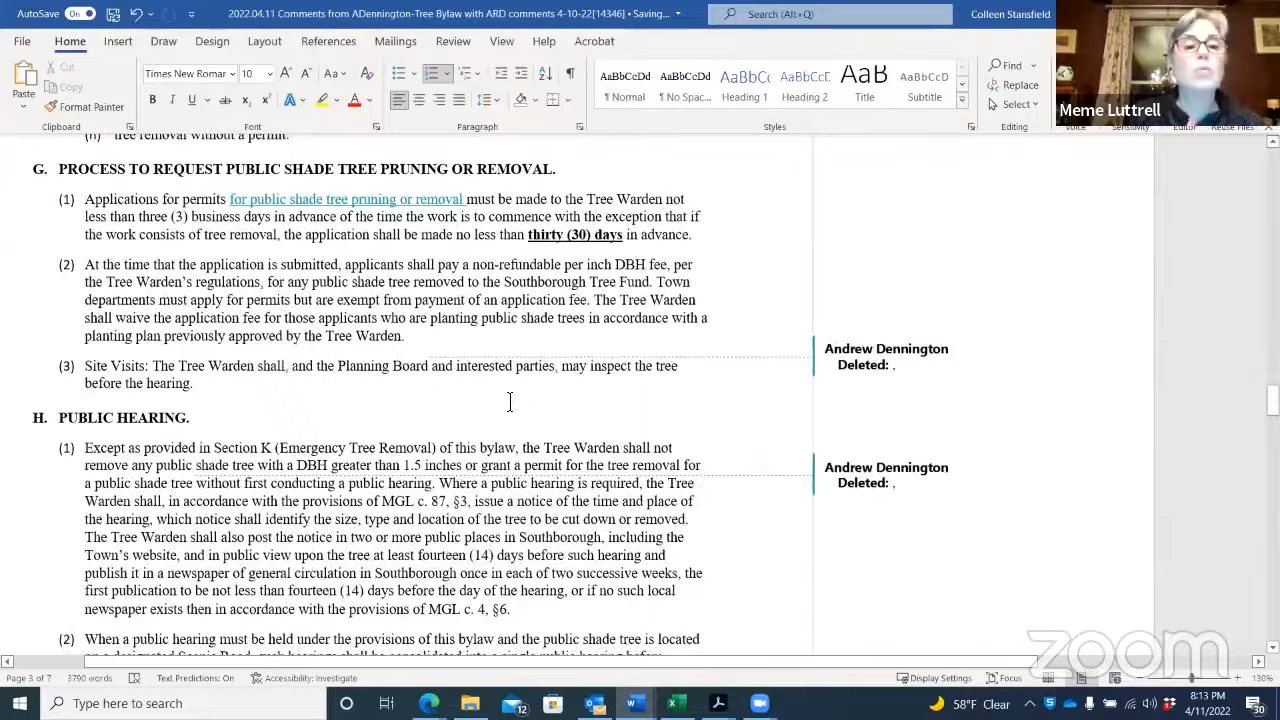 2022.04.11 TreeBylaw with ARD comments 4-10-22[14346] • Saving...
Search (Alt+Q)
Colleen Stansfield
File Home Insert Draw Design Layout References Mailings Review View Help Acrobat
Paste
Cut
Copy
Format Painter
Clipboard
Times New Roman
10
Font
Paragraph
AaBbCcDd
¶ Normal
AaBbCcDd
¶ No Spac...
AaBbCc
Heading 1
AaBbCcD
Heading 2
AaB
Title
AaBbCcD
Subtitle
Styles
Find
Replace
Select
Editing
Voice Sensitivity Editor Reuse Files
Meme Luttrell
(h) tree removal without a permit.
G. PROCESS TO REQUEST PUBLIC SHADE TREE PRUNING OR REMOVAL.
(1) Applications for permits for public shade tree pruning or removal must be made to the Tree Warden not
less than three (3) business days in advance of the time the work is to commence with the exception that if
the work consists of tree removal, the application shall be made no less than thirty (30) days in advance.
(2) At the time that the application is submitted, applicants shall pay a non-refundable per inch DBH fee, per
the Tree Warden's regulations, for any public shade tree removed to the Southborough Tree Fund. Town
departments must apply for permits but are exempt from payment of an application fee. The Tree Warden
shall waive the application fee for those applicants who are planting public shade trees in accordance with a
planting plan previously approved by the Tree Warden.
(3) Site Visits: The Tree Warden shall, and the Planning Board and interested parties, may inspect the tree
before the hearing.
Andrew Dennington
Deleted: ,
H. PUBLIC HEARING.
(1) Except as provided in Section K (Emergency Tree Removal) of this bylaw, the Tree Warden shall not
remove any public shade tree with a DBH greater than 1.5 inches or grant a permit for the tree removal for
a public shade tree without first conducting a public hearing. Where a public hearing is required, the Tree
Warden shall, in accordance with the provisions of MGL c. 87, §3, issue a notice of the time and place of
the hearing, which notice shall identify the size, type and location of the tree to be cut down or removed.
The Tree Warden shall also post the notice in two or more public places in Southborough, including the
Town's website, and in public view upon the tree at least fourteen (14) days before such hearing and
publish it in a newspaper of general circulation in Southborough once in each of two successive weeks, the
first publication to be not less than fourteen (14) days before the day of the hearing, or if no such local
newspaper exists then in accordance with the provisions of MGL c. 4, §6.
Andrew Dennington
Deleted: ,
(2) When a public hearing must be held under the provisions of this bylaw and the public shade tree is located
zoom
Page 3 of 7 3790 words Text Predictions: On Accessibility: Investigate Display Settings Focus 130%
Type here to search
58°F Clear
8:13 PM
4/11/2022